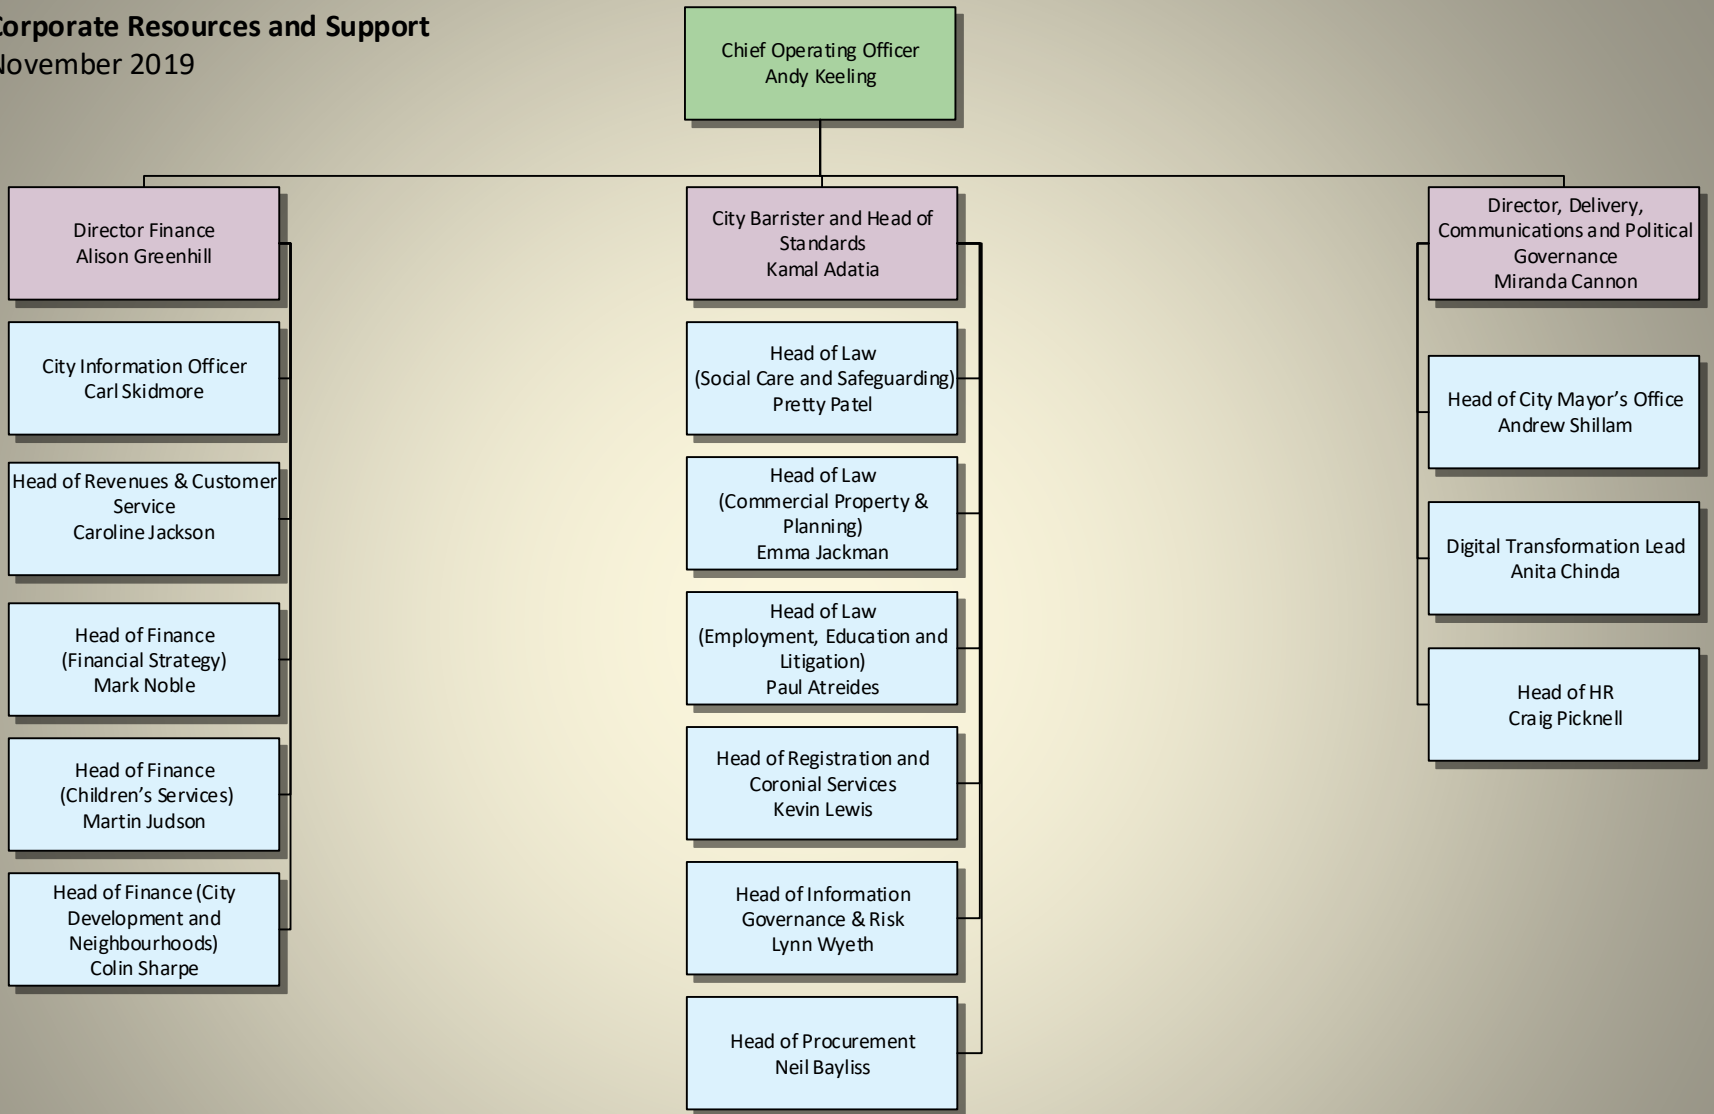 Corporate Resources and Support
November 2019
Chief Operating Officer
Andy Keeling
Director Finance
Alison Greenhill
City Information Officer
Carl Skidmore
Head of Revenues & Customer
Service
Caroline Jackson
Head of Finance
(Financial Strategy)
Mark Noble
Head of Finance
(Children’s Services)
Martin Judson
Head of Finance (City
Development and
Neighbourhoods)
Colin Sharpe
City Barrister and Head of
Standards
Kamal Adatia
Head of Law
(Social Care and Safeguarding)
Pretty Patel
Head of Law
(Commercial Property &
Planning)
Emma Jackman
Head of Law
(Employment, Education and
Litigation)
Paul Atreides
Head of Registration and
Coronial Services
Kevin Lewis
Head of Information
Governance & Risk
Lynn Wyeth
Head of Procurement
Neil Bayliss
Director, Delivery,
Communications and Political
Governance
Miranda Cannon
Head of City Mayor’s Office
Andrew Shillam
Digital Transformation Lead
Anita Chinda
Head of HR
Craig Picknell